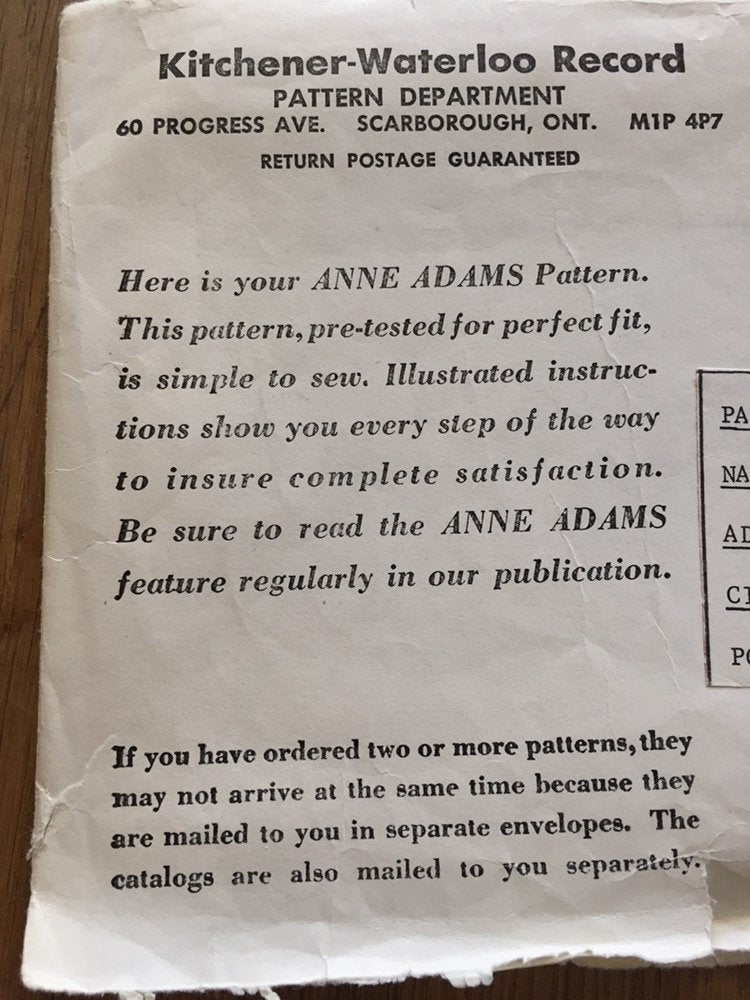 Kitchener-Waterloo Record
PATTERN DEPARTMENT
60 PROGRESS AVE. SCARBOROUGH, ONT. M1P 4P7
RETURN POSTAGE GUARANTEED
Here is your ANNE ADAMS Pattern.
This pattern, pre-tested for perfect fit,
is simple to sew. Illustrated instruc-
tions show you every step of the way
to insure complete satisfaction.
Be sure to read the ANNE ADAMS
feature regularly in our publication.
If you have ordered two or more patterns, they
may not arrive at the same time because they
are mailed to you in separate envelopes. The
catalogs are also mailed to you separately.
PA
NA
AD
CI